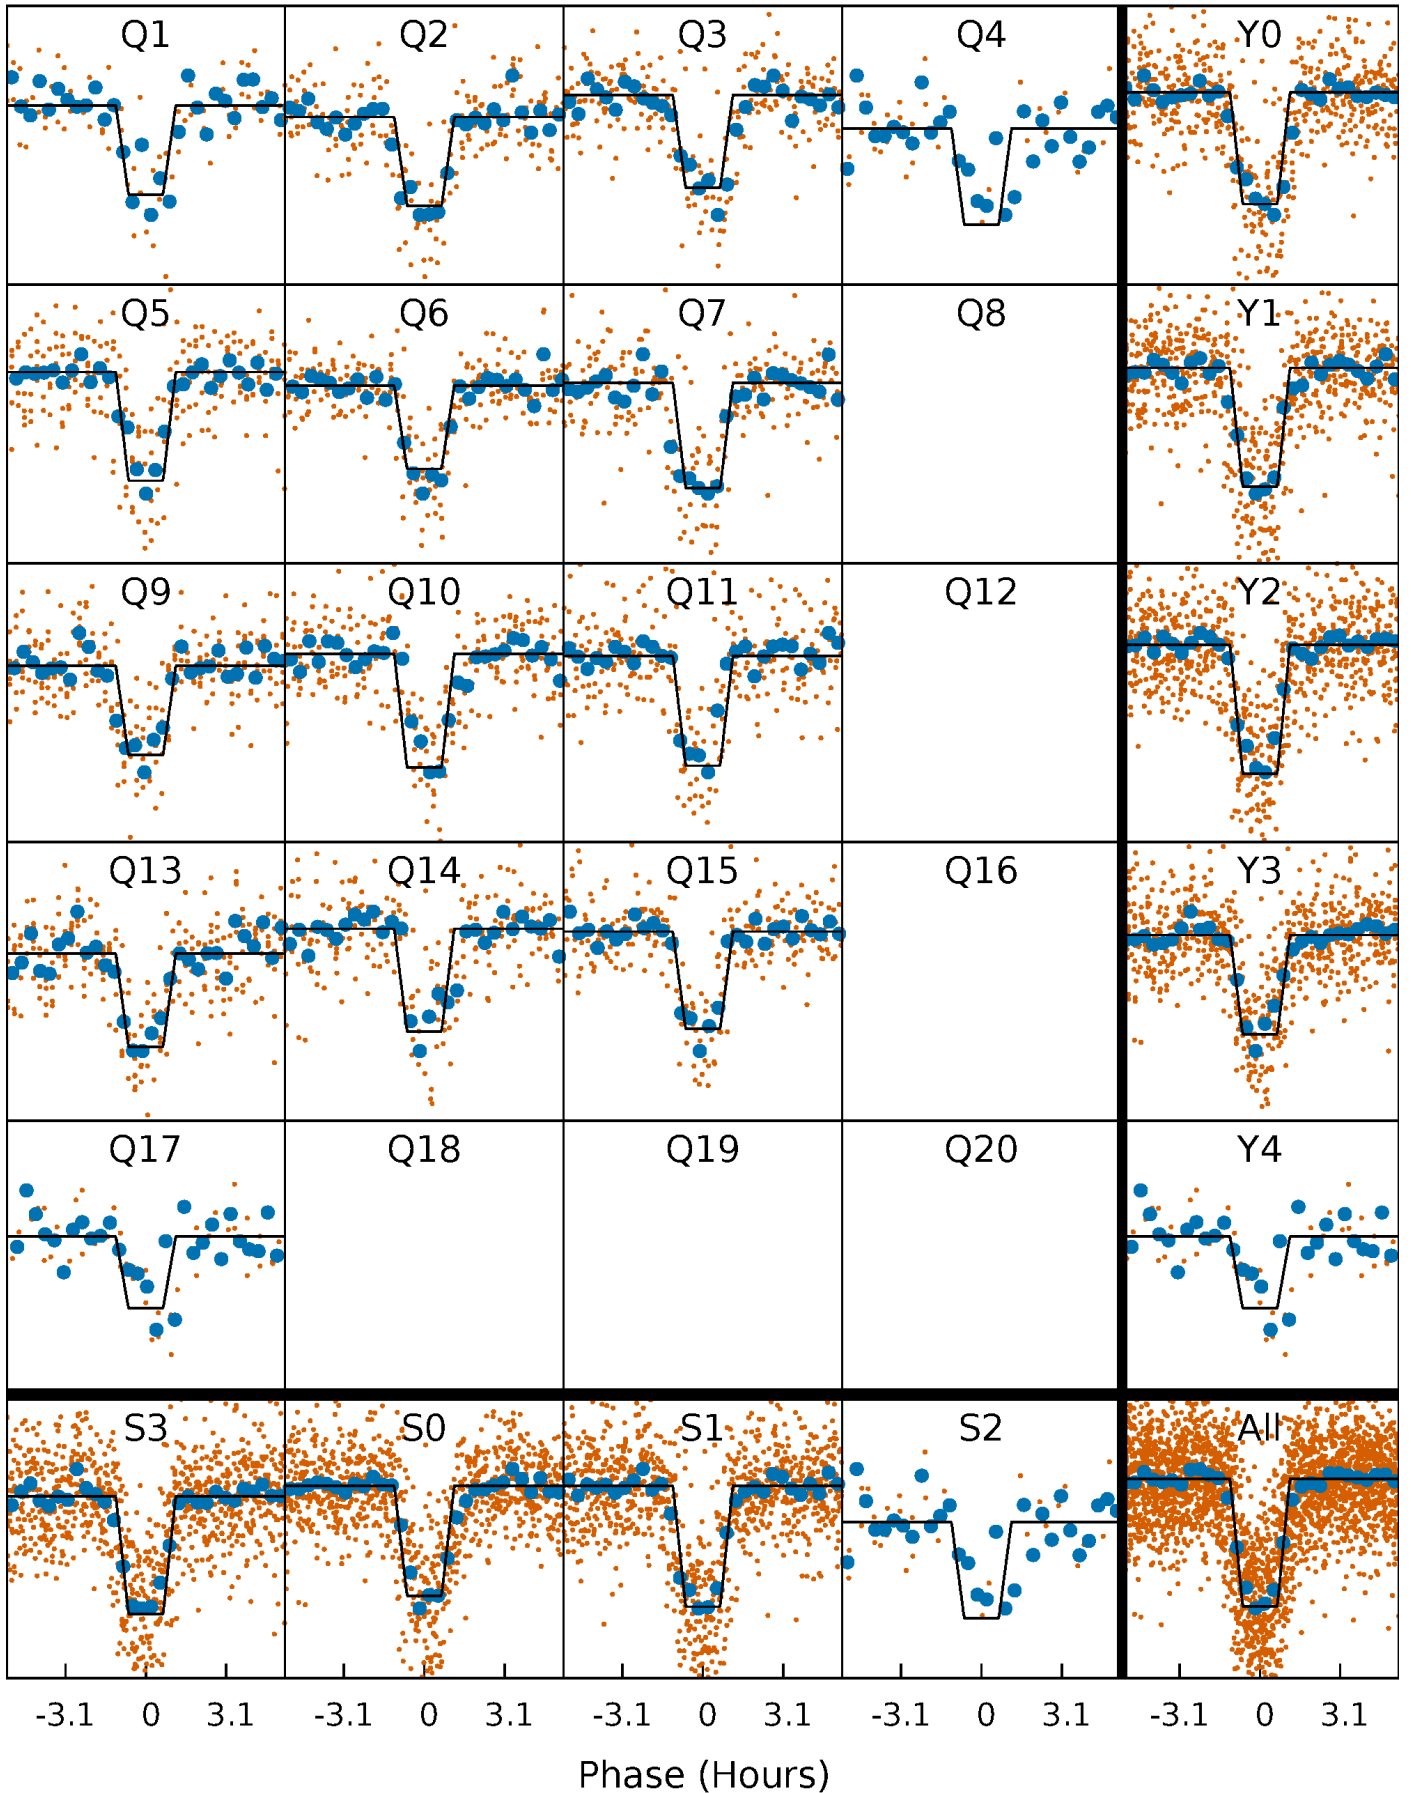 Q1 Q2 Q3 Q4 Y0
Q5 Q6 Q7 Q8 Y1
Q9 Q10 Q11 Q12 Y2
Q13 Q14 Q15 Q16 Y3
Q17 Q18 Q19 Q20 Y4
S3 S0 S1 S2 All
-3.1 0 3.1 -3.1 0 3.1 -3.1 0 3.1 -3.1 0 3.1 -3.1 0 3.1
Phase (Hours)